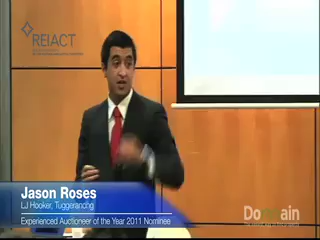 REIACT
Jason Roses
LJ Hooker, Tuggeranong
Experienced Auctioneer of the Year 2011 Nominee
Domain